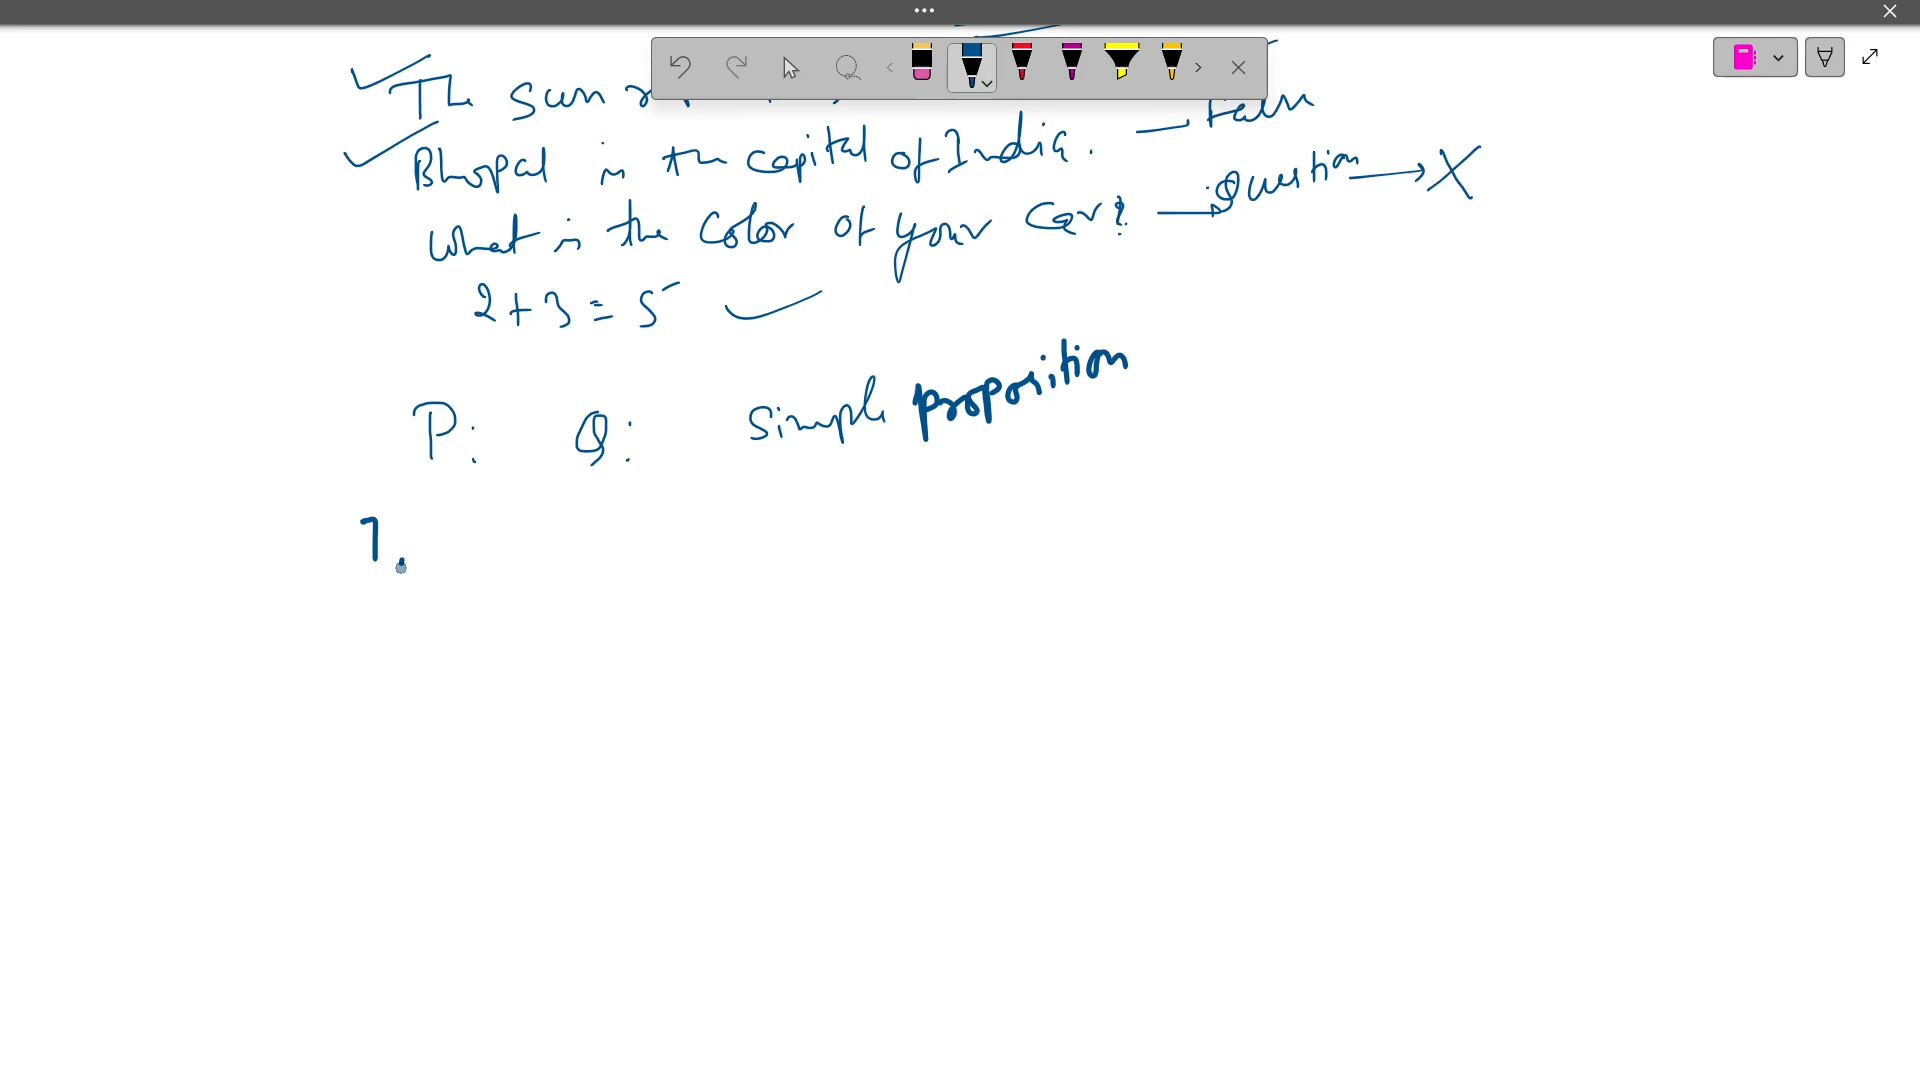 The sun
Bhopal is the capital of India. — False
What is the color of your car? → Question → X
2 + 3 = 5 ✓
P: Q: Simple proposition
1.